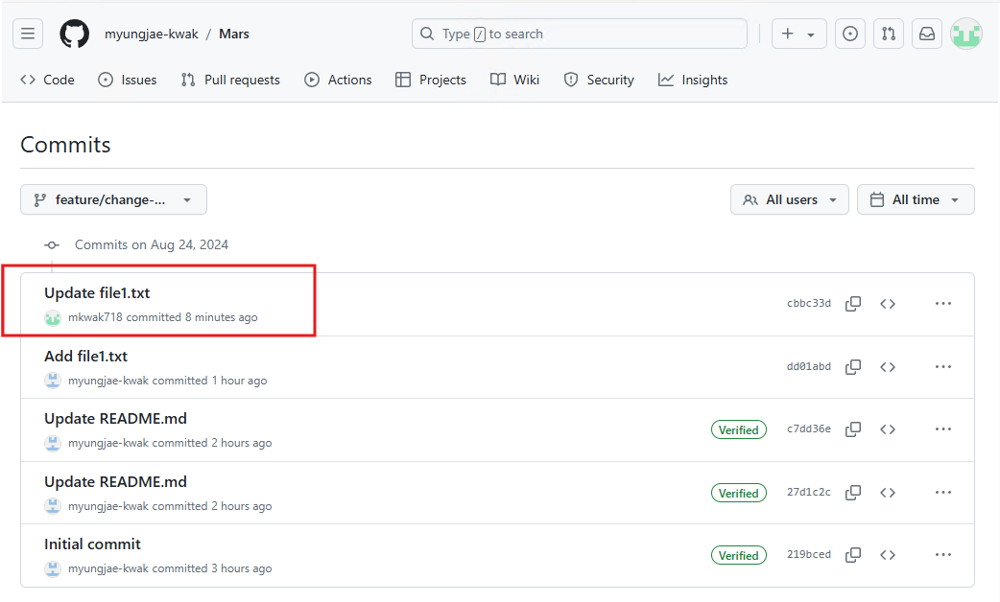 myungjae-kwak / Mars
Type / to search
Code Issues Pull requests Actions Projects Wiki Security Insights
Commits
feature/change-...
All users
All time
Commits on Aug 24, 2024
Update file1.txt
mkwak718 committed 8 minutes ago
cbbc33d
Add file1.txt
myungjae-kwak committed 1 hour ago
dd01abd
Update README.md
myungjae-kwak committed 2 hours ago
Verified
c7dd36e
Update README.md
myungjae-kwak committed 2 hours ago
Verified
27d1c2c
Initial commit
myungjae-kwak committed 3 hours ago
Verified
219bced